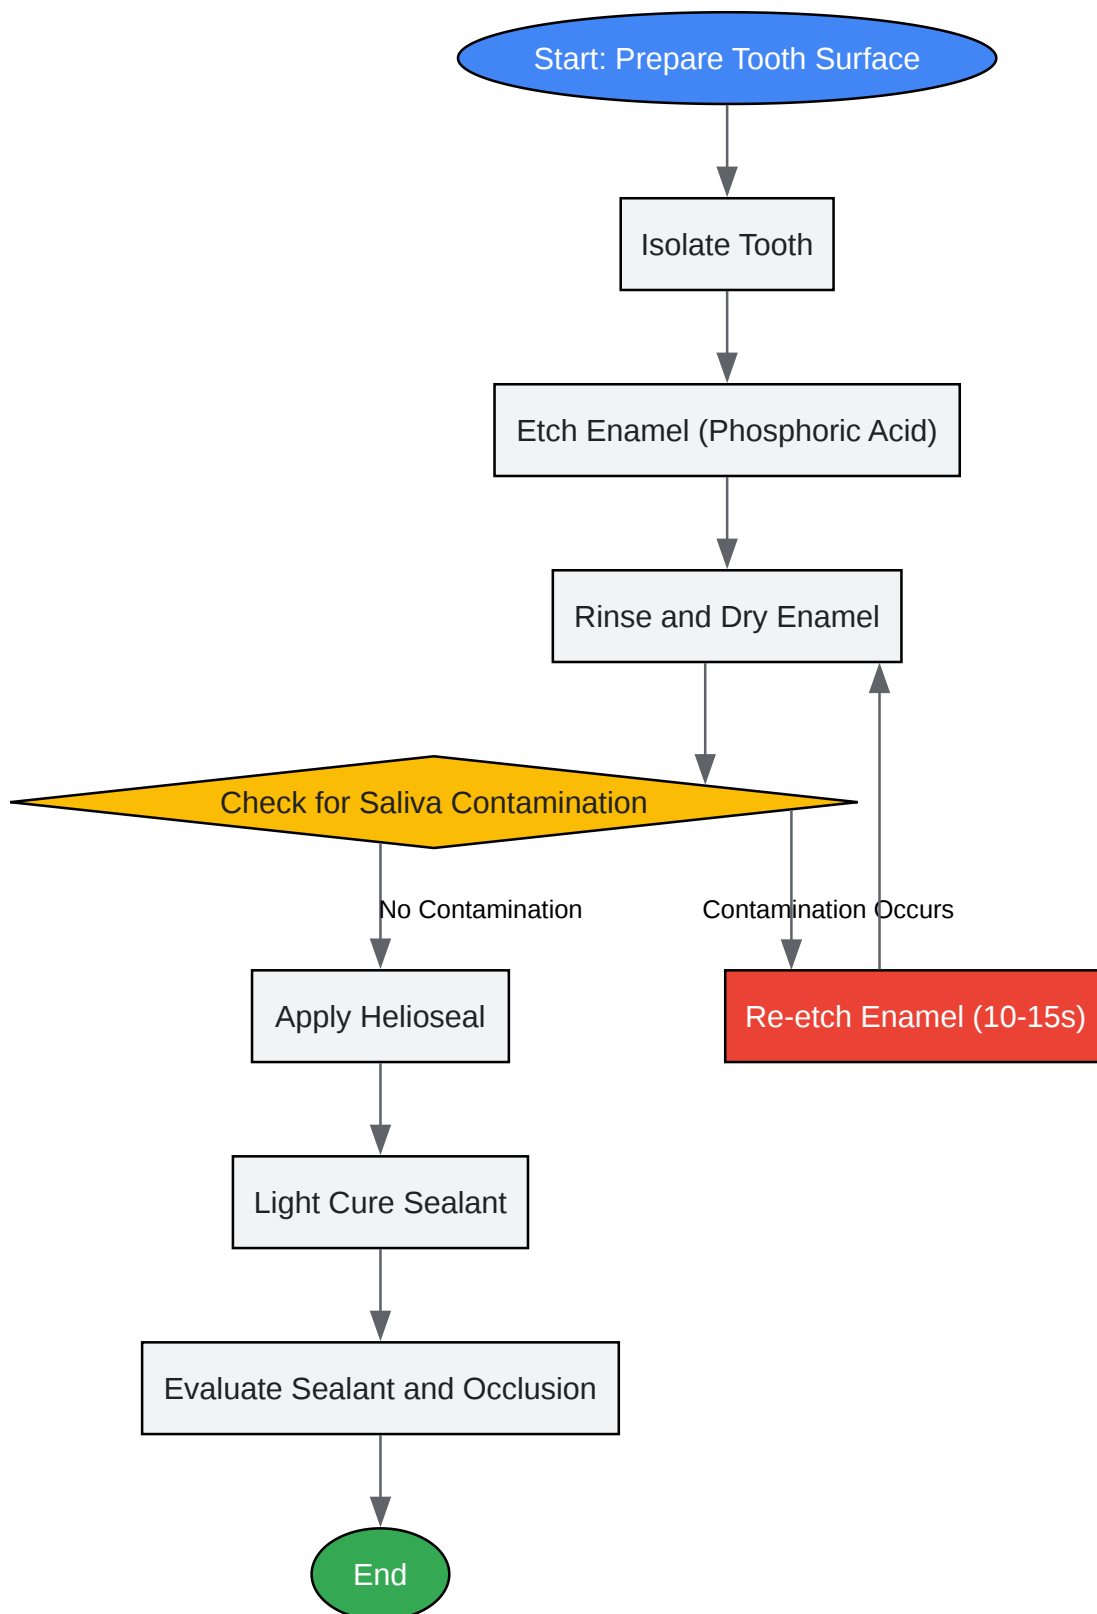 Start: Prepare Tooth Surface
Isolate Tooth
Etch Enamel (Phosphoric Acid)
Rinse and Dry Enamel
Check for Saliva Contamination
No Contamination
Contamination Occurs
Apply Helioseal
Re-etch Enamel (10-15s)
Light Cure Sealant
Evaluate Sealant and Occlusion
End